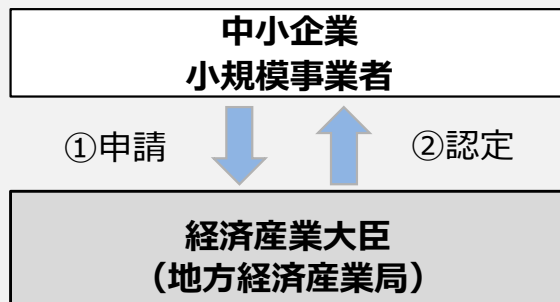 中小企業
小規模事業者
①申請
②認定
経済産業大臣
（地方経済産業局）